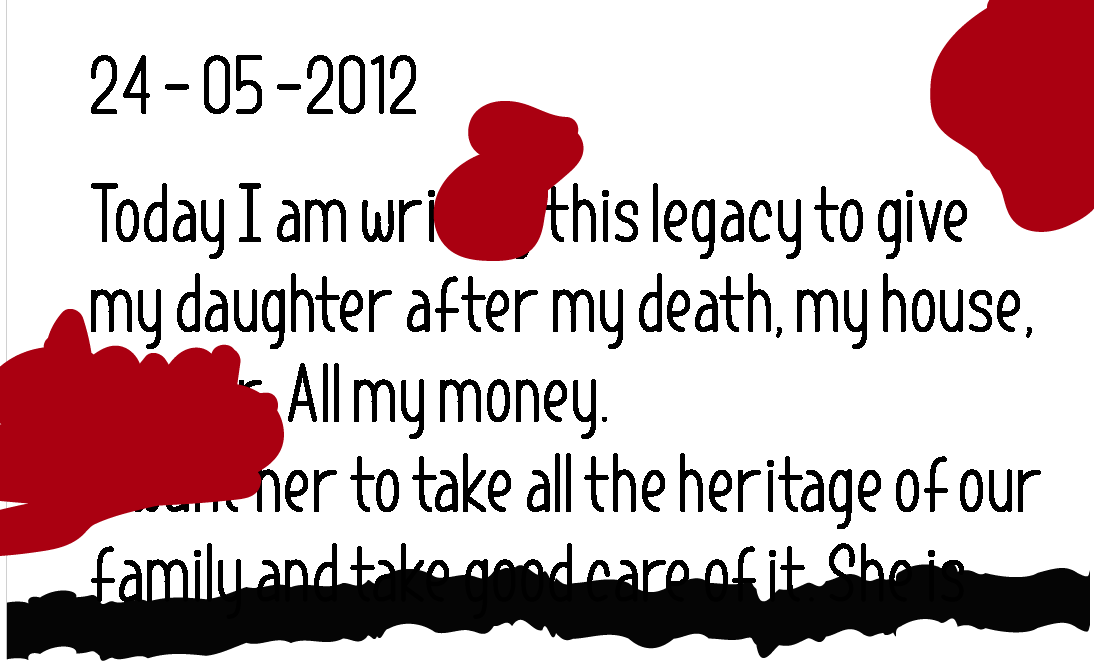 24 - 05 -2012
Today I am this legacy to give
my daughter after my death, my house,
All my money.
want her to take all the heritage of our
family and take good care of it. She is